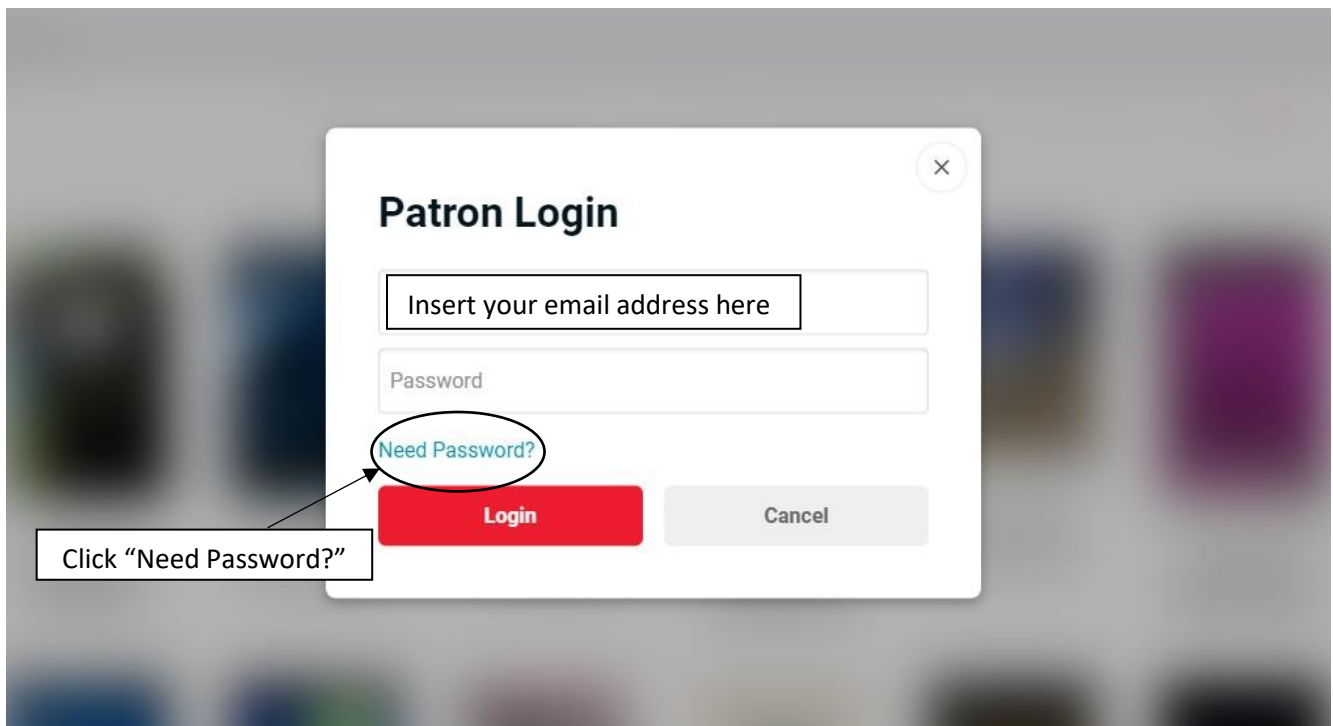 Patron Login
Insert your email address here
Password
Need Password?
Login
Cancel
Click “Need Password?”